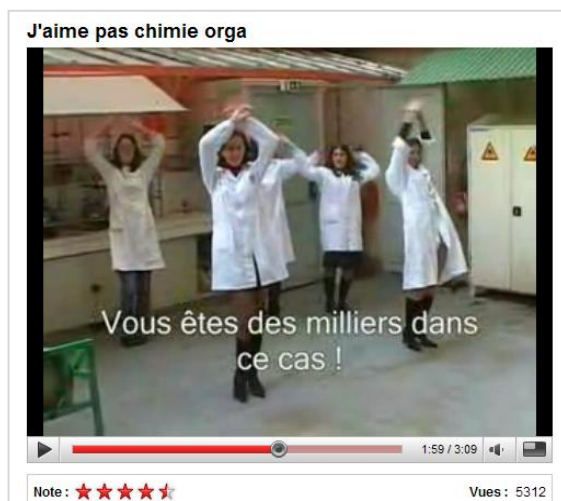 J'aime pas chimie orga
Vous êtes des milliers dans
ce cas !
1:59 / 3:09
Note :
Vues : 5312